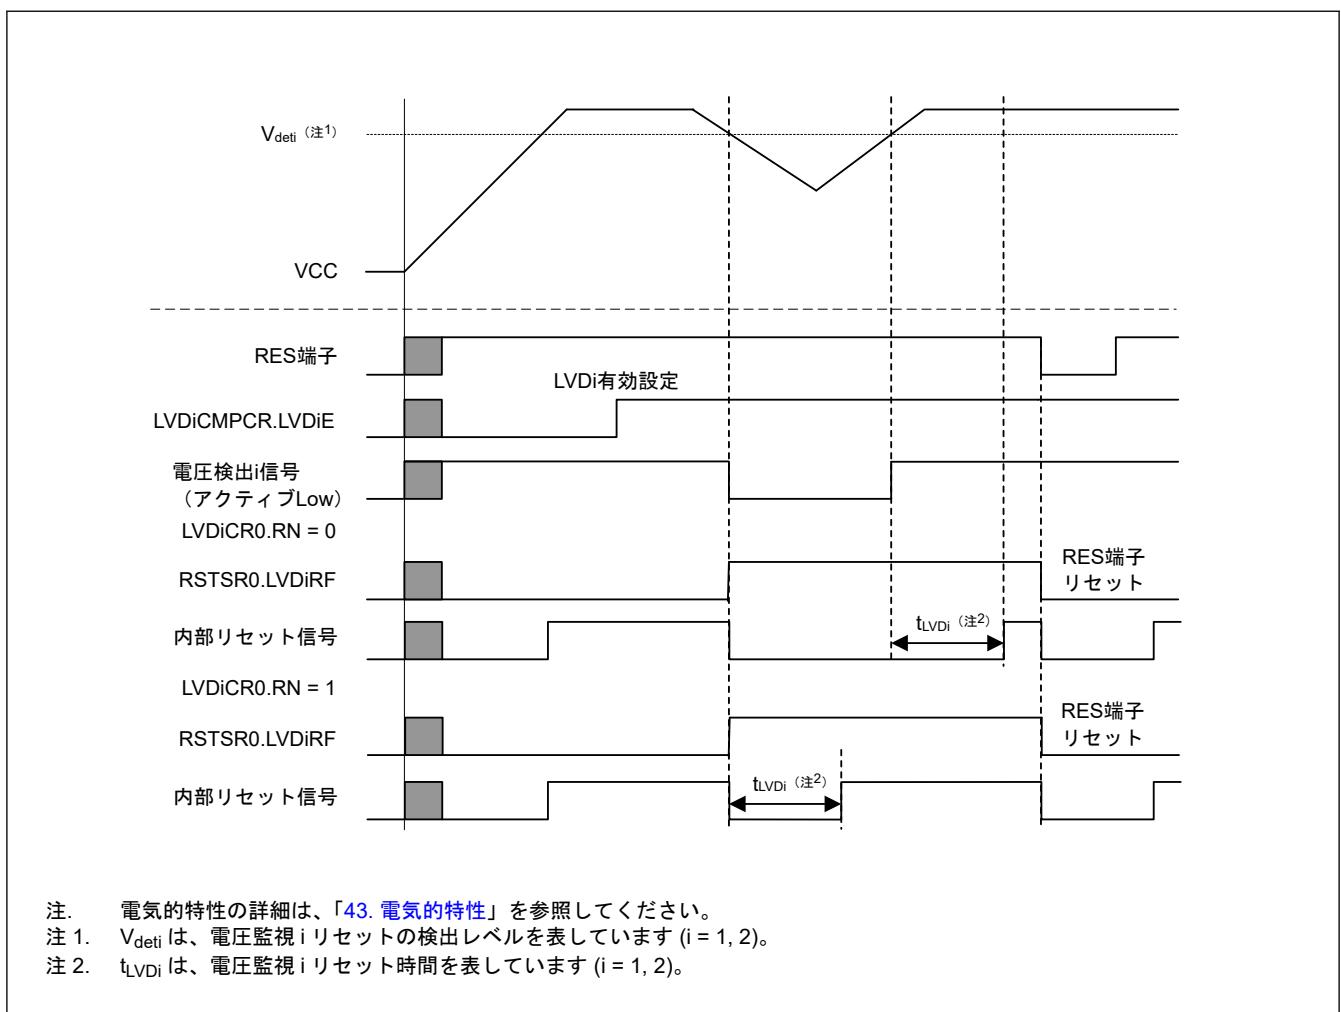 Vdeti（注1）
VCC
RES端子
LVDi有効設定
LVDiCMPCR.LVDiE
電圧検出i信号
（アクティブLow）
LVDiCR0.RN = 0
RSTSR0.LVDiRF
RES端子
リセット
内部リセット信号
tLVDi（注2）
LVDiCR0.RN = 1
RSTSR0.LVDiRF
RES端子
リセット
内部リセット信号
tLVDi（注2）
注. 電気的特性の詳細は、「43. 電気的特性」を参照してください。
注 1. Vdeti は、電圧監視 i リセットの検出レベルを表しています (i = 1, 2)。
注 2. tLVDi は、電圧監視 i リセット時間を表しています (i = 1, 2)。